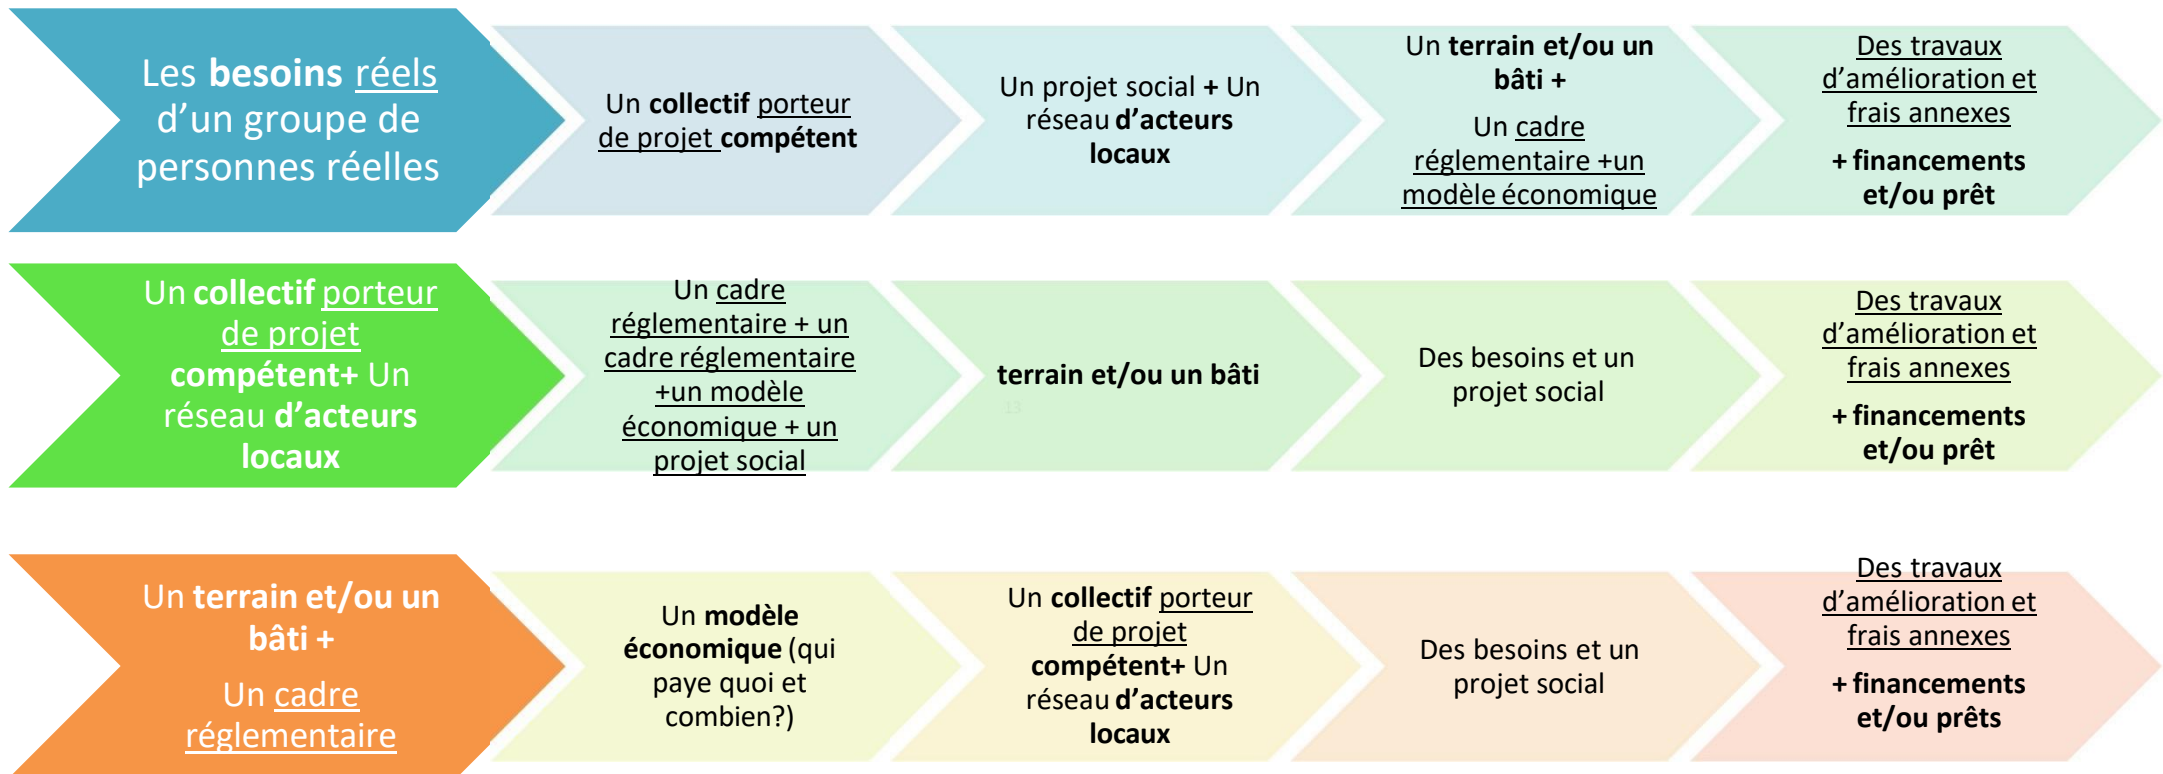 Les besoins réels
d’un groupe de
personnes réelles
Un collectif porteur
de projet compétent
Un projet social + Un
réseau d’acteurs
locaux
Un terrain et/ou un
bâti +
Un cadre
réglementaire +un
modèle économique
Des travaux
d’amélioration et
frais annexes
+ financements
et/ou prêt
Un collectif porteur
de projet
compétent+ Un
réseau d’acteurs
locaux
Un cadre
réglementaire + un
cadre réglementaire
+un modèle
économique + un
projet social
terrain et/ou un bâti
13
Des besoins et un
projet social
Des travaux
d’amélioration et
frais annexes
+ financements
et/ou prêt
Un terrain et/ou un
bâti +
Un cadre
réglementaire
Un modèle
économique (qui
paye quoi et
combien?)
Un collectif porteur
de projet
compétent+ Un
réseau d’acteurs
locaux
Des besoins et un
projet social
Des travaux
d’amélioration et
frais annexes
+ financements
et/ou prêts